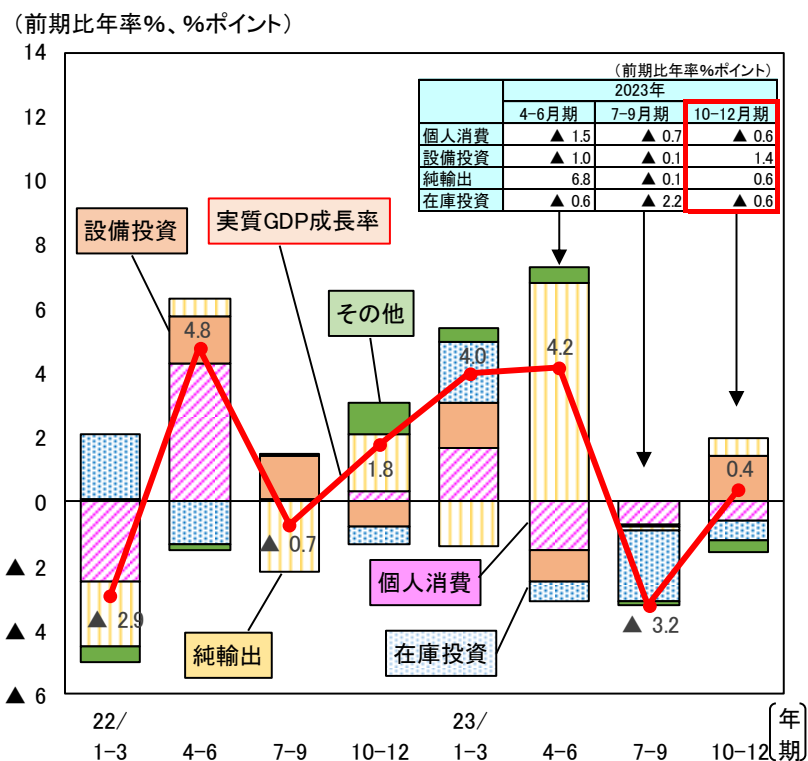 (前期比年率%、%ポイント)
14
12
10
8
6
4
2
0
▲ 2
▲ 4
▲ 6
(前期比年率%ポイント)
2023年
4-6月期 7-9月期 10-12月期
個人消費 ▲ 1.5 ▲ 0.7 ▲ 0.6
設備投資 ▲ 1.0 ▲ 0.1 1.4
純輸出 6.8 ▲ 0.1 0.6
在庫投資 ▲ 0.6 ▲ 2.2 ▲ 0.6
設備投資
実質GDP成長率
その他
4.8
4.0
4.2
1.8
0.4
▲ 0.7
▲ 2.9
▲ 3.2
個人消費
純輸出
在庫投資
22/ 23/ 年
1-3 4-6 7-9 10-12 1-3 4-6 7-9 10-12 期